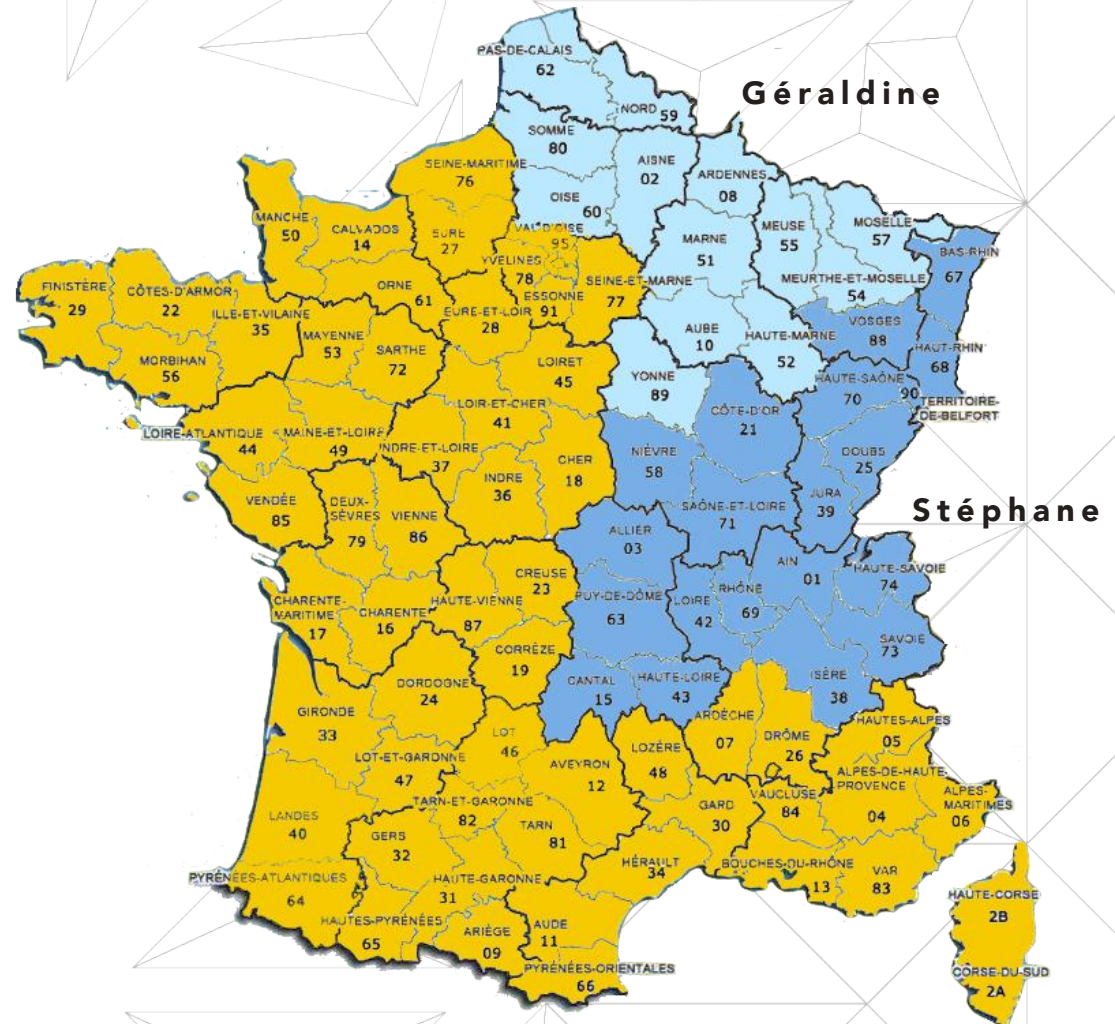 PAS-DE-CALAIS
62
Géraldine
NORD 59
SOMME
80
AISNE
02
ARDENNES
08
SEINE-MARITIME
76
OISE
60
MANCHE
50
CALVADOS
14
EURE
27
VAL D'OISE
95
MARNE
51
MEUSE
55
MOSELLE
57
BAS-RHIN
67
YVELINES
78
SEINE-ET-MARNE
77
MEURTHE-ET-MOSELLE
54
FINISTÈRE
29
CÔTES-D'ARMOR
22
ILLE-ET-VILAINE
35
ORNE
61
ESSONNE
91
EURE-ET-LOIR
28
AUBE
10
HAUTE-MARNE
52
VOSGES
88
HAUT-RHIN
68
MORBIHAN
56
MAYENNE
53
SARTHE
72
LOIRET
45
YONNE
89
HAUTE-SAÔNE
70
90
TERRITOIRE-
DE-BELFORT
LOIRE-ATLANTIQUE
44
MAINE-ET-LOIRE
49
LOIR-ET-CHER
41
INDRE-ET-LOIRE
37
CÔTE-D'OR
21
NIÈVRE
58
DOUBS
25
CHER
18
INDRE
36
VENDÉE
85
DEUX-
SÈVRES
79
VIENNE
86
SAÔNE-ET-LOIRE
71
JURA
39
Stéphane
ALLIER
03
AIN
01
HAUTE-SAVOIE
74
CREUSE
23
PUY-DE-DÔME
63
LOIRE
42
RHÔNE
69
CHARENTE-
MARITIME
17
CHARENTE
16
HAUTE-VIENNE
87
SAVOIE
73
CORRÈZE
19
CANTAL
15
HAUTE-LOIRE
43
ISÈRE
38
DORDOGNE
24
GIRONDE
33
ARDÈCHE
07
DRÔME
26
HAUTES-ALPES
05
LOT
46
LOZÈRE
48
LOT-ET-GARONNE
47
AVEYRON
12
ALPES-DE-HAUTE-
PROVENCE
04
VAUCLUSE
84
ALPES-
MARITIMES
06
TARN-ET-GARONNE
82
GARD
30
LANDES
40
GERS
32
TARN
81
HÉRAULT
34
BOUCHES-DU-RHÔNE
13
VAR
83
PYRÉNÉES-ATLANTIQUES
64
HAUTE-GARONNE
31
HAUTE-CORSE
2B
HAUTES-PYRÉNÉES
65
ARIÈGE
09
AUDE
11
PYRÉNÉES-ORIENTALES
66
CORSE-DU-SUD
2A